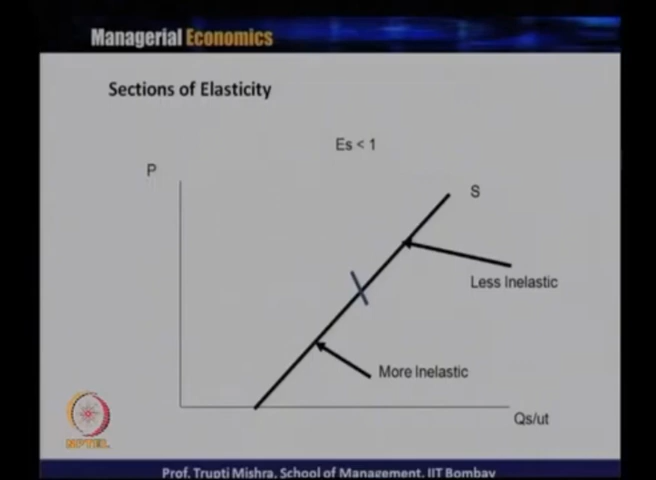 Managerial Economics
Sections of Elasticity
Es < 1
P
S
Less Inelastic
More Inelastic
Qs/ut
NPTEL
Prof. Trupti Mishra, School of Management, IIT Bombay